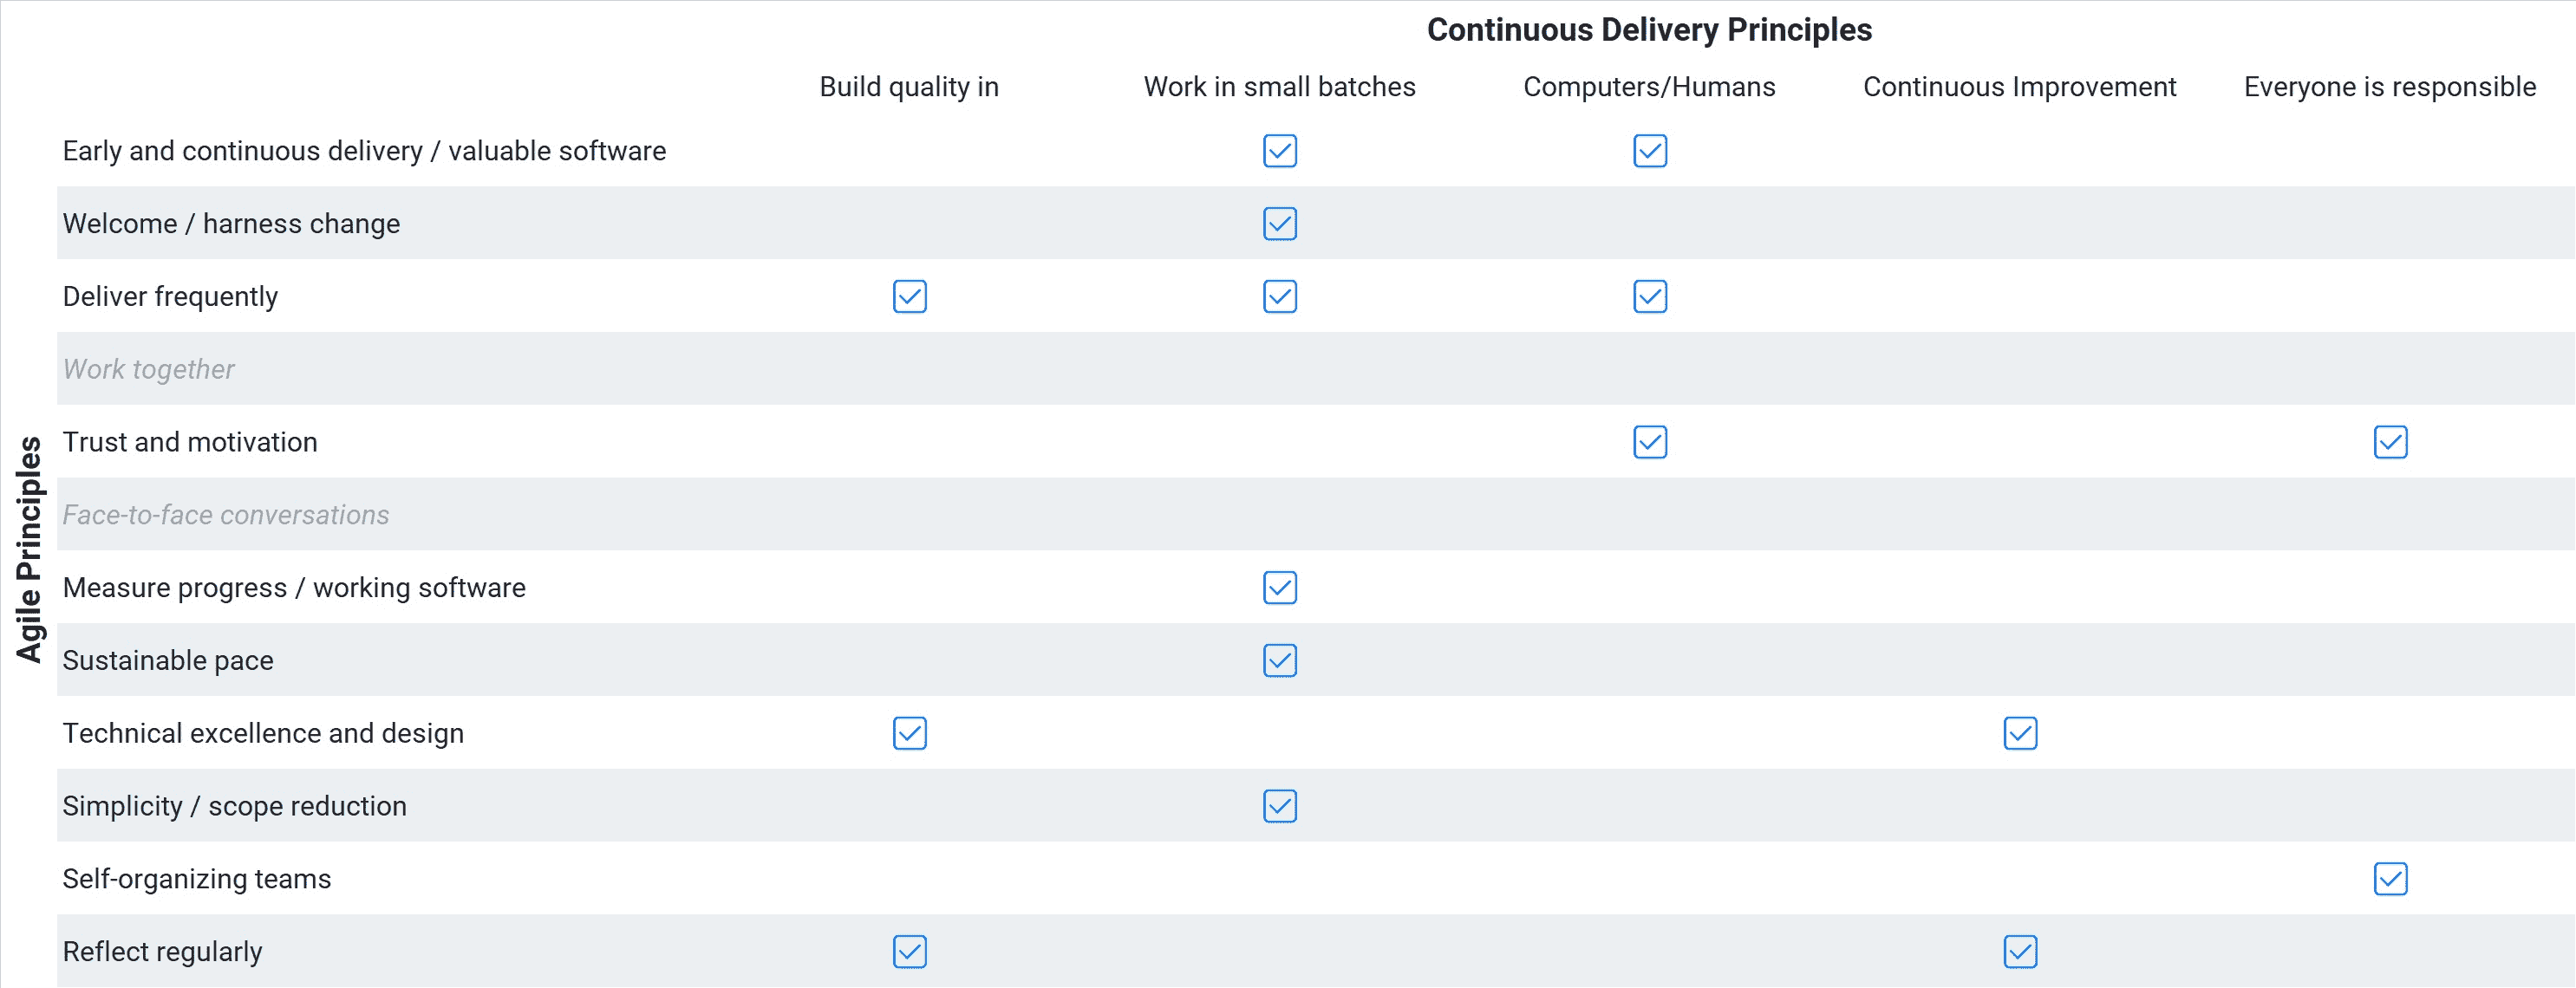 Continuous Delivery Principles
Build quality in Work in small batches Computers/Humans Continuous Improvement Everyone is responsible
Agile Principles
Early and continuous delivery / valuable software
Welcome / harness change
Deliver frequently
Work together
Trust and motivation
Face-to-face conversations
Measure progress / working software
Sustainable pace
Technical excellence and design
Simplicity / scope reduction
Self-organizing teams
Reflect regularly